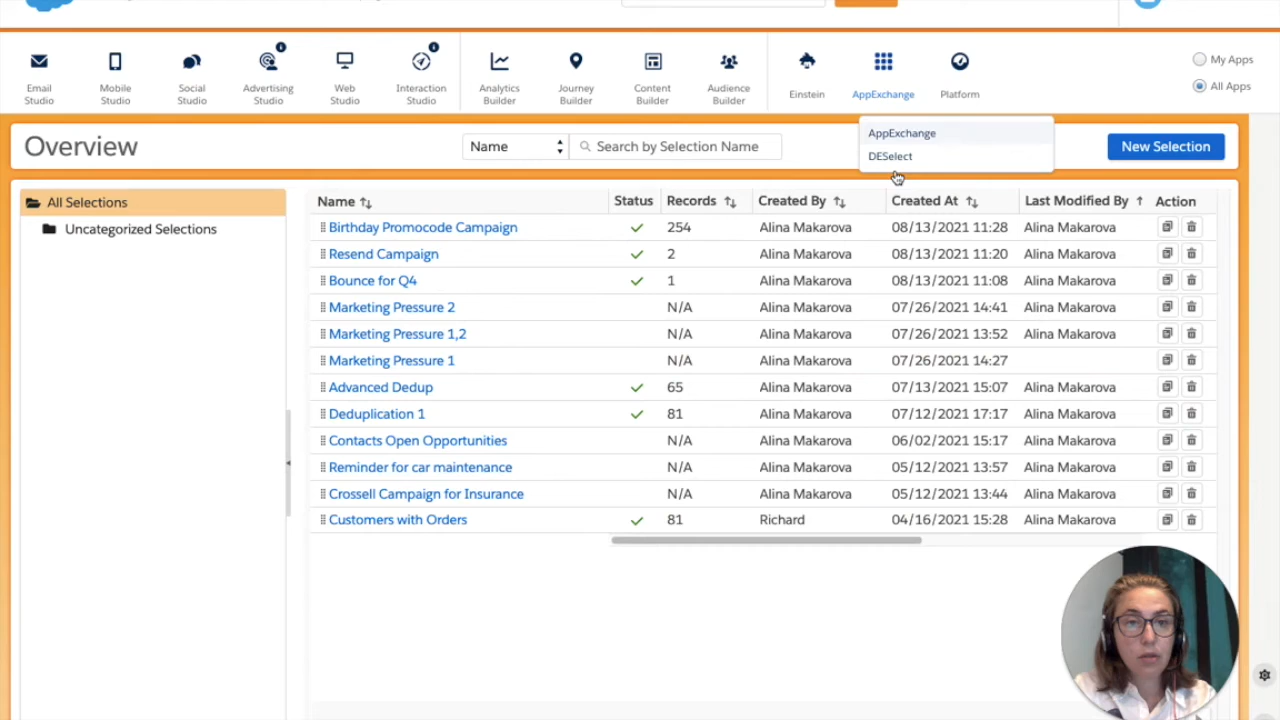 Email Studio
Mobile Studio
Social Studio
Advertising Studio
Web Studio
Interaction Studio
Analytics Builder
Journey Builder
Content Builder
Audience Builder
Einstein
AppExchange
Platform
My Apps
All Apps
AppExchange
DESelect
Overview
Name
Search by Selection Name
New Selection
All Selections
Uncategorized Selections
Name Status Records Created By Created At Last Modified By Action
Birthday Promocode Campaign 254 Alina Makarova 08/13/2021 11:28 Alina Makarova
Resend Campaign 2 Alina Makarova 08/13/2021 11:20 Alina Makarova
Bounce for Q4 1 Alina Makarova 08/13/2021 11:08 Alina Makarova
Marketing Pressure 2 N/A Alina Makarova 07/26/2021 14:41 Alina Makarova
Marketing Pressure 1,2 N/A Alina Makarova 07/26/2021 13:52 Alina Makarova
Marketing Pressure 1 N/A Alina Makarova 07/26/2021 14:27
Advanced Dedup 65 Alina Makarova 07/13/2021 15:07 Alina Makarova
Deduplication 1 81 Alina Makarova 07/12/2021 17:17 Alina Makarova
Contacts Open Opportunities N/A Alina Makarova 06/02/2021 15:17 Alina Makarova
Reminder for car maintenance N/A Alina Makarova 05/12/2021 13:57 Alina Makarova
Crossell Campaign for Insurance N/A Alina Makarova 05/12/2021 13:44 Alina Makarova
Customers with Orders 81 Richard 04/16/2021 15:28 Alina Makarova